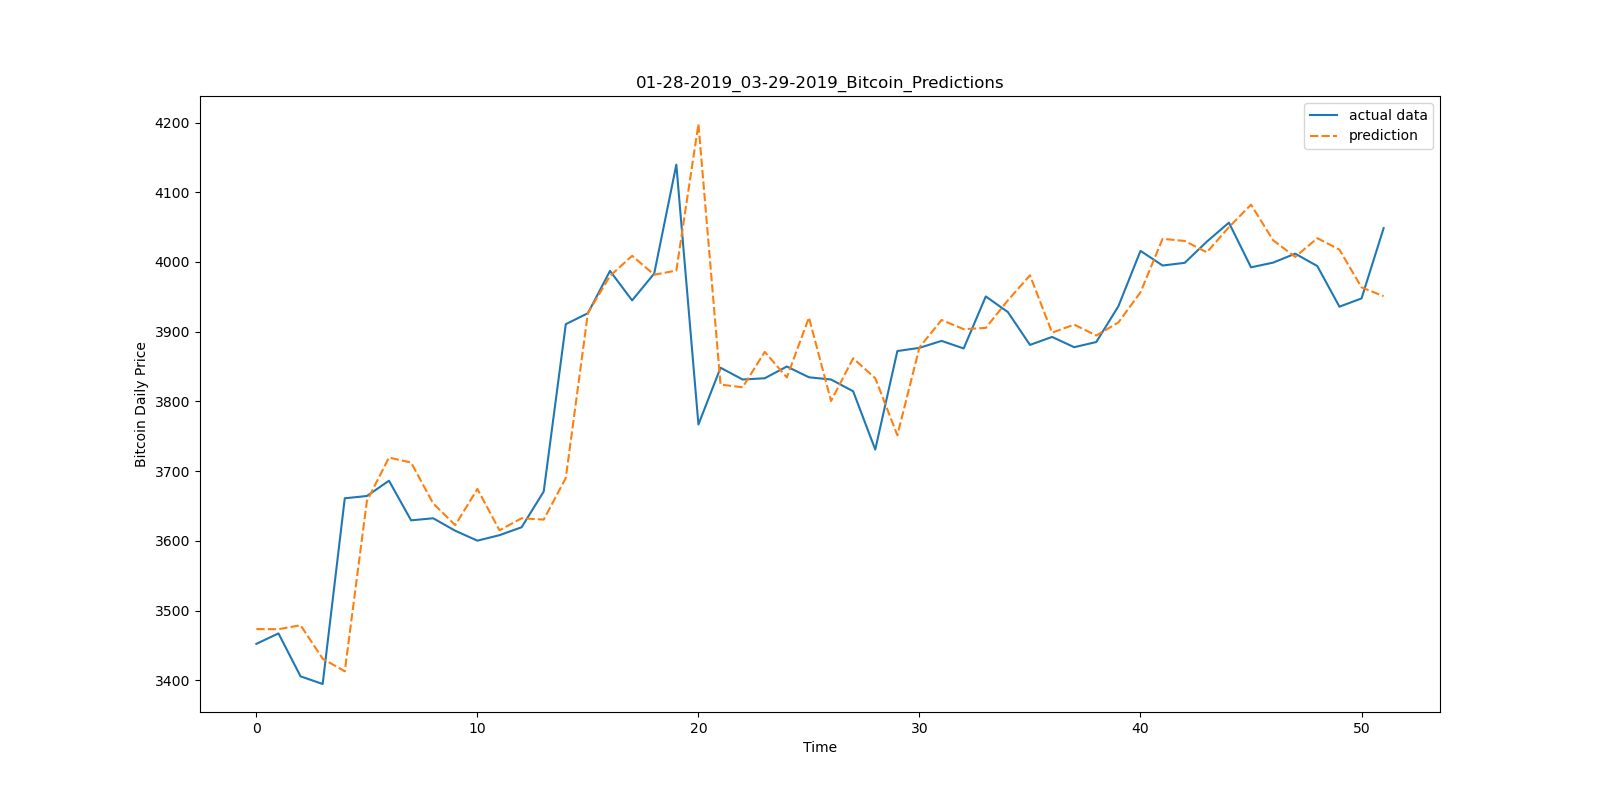 01-28-2019_03-29-2019_Bitcoin_Predictions
actual data
prediction
Bitcoin Daily Price
4200
4100
4000
3900
3800
3700
3600
3500
3400
0 10 20 30 40 50
Time